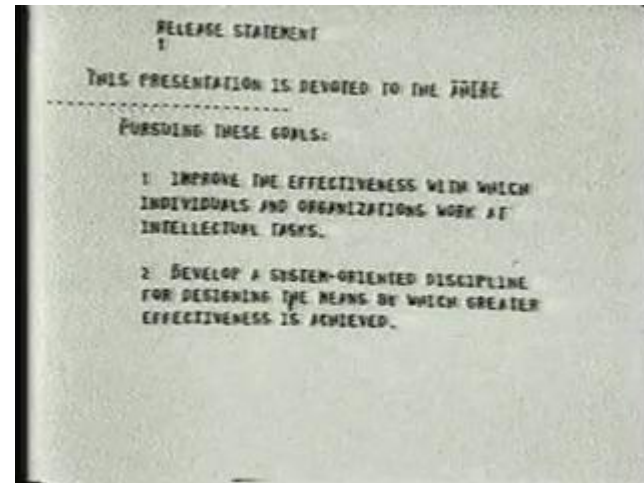 RELEASE STATEMENT
1
THIS PRESENTATION IS DEVOTED TO THE
PURSUING THESE GOALS:
1 IMPROVE THE EFFECTIVENESS WITH WHICH
INDIVIDUALS AND ORGANIZATIONS WORK AT
INTELLECTUAL TASKS.
2 DEVELOP A SYSTEM-ORIENTED DISCIPLINE
FOR DESIGNING THE MEANS BY WHICH GREATER
EFFECTIVENESS IS ACHIEVED.